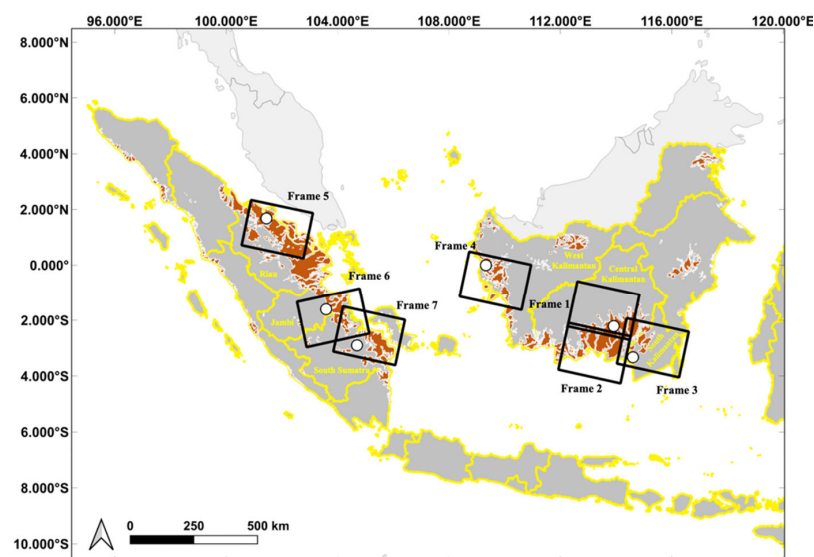 96.000°E 100.000°E 104.000°E 108.000°E 112.000°E 116.000°E 120.000°E
8.000°N
6.000°N
4.000°N
2.000°N
0.000°
2.000°S
4.000°S
6.000°S
8.000°S
10.000°S
Frame 5
Frame 4
Frame 6
Frame 7
Frame 1
Frame 2
Frame 3
Riau
Jambi
South Sumatra
West
Kalimantan
Central
Kalimantan
South
Kalimantan
0 250 500 km